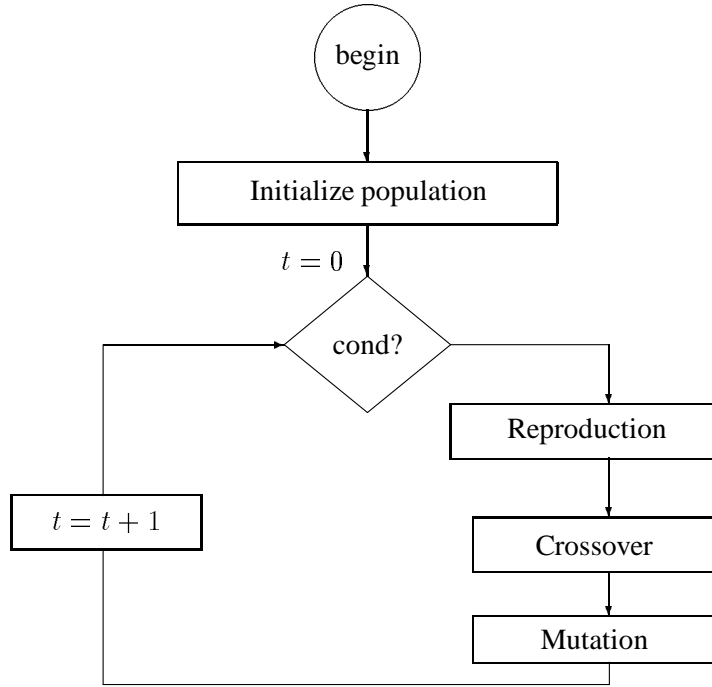 begin
Initialize population
t = 0
cond?
Reproduction
t = t + 1
Crossover
Mutation